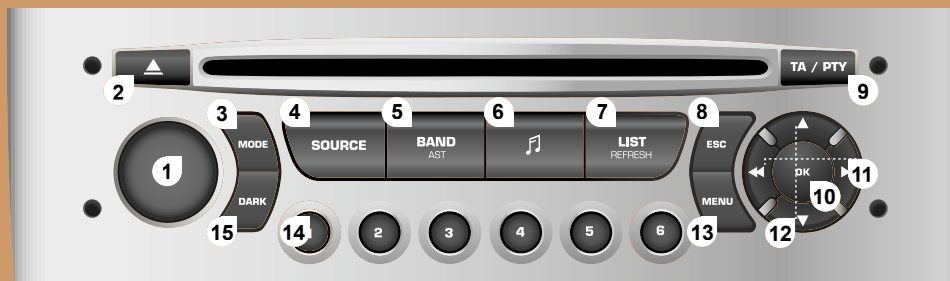 TA / PTY
2
9
3
4
5
6
7
8
MODE
SOURCE
BAND
AST
LIST
REFRESH
ESC
1
OK
11
10
DARK
MENU
15
14
2
3
4
5
6
13
12